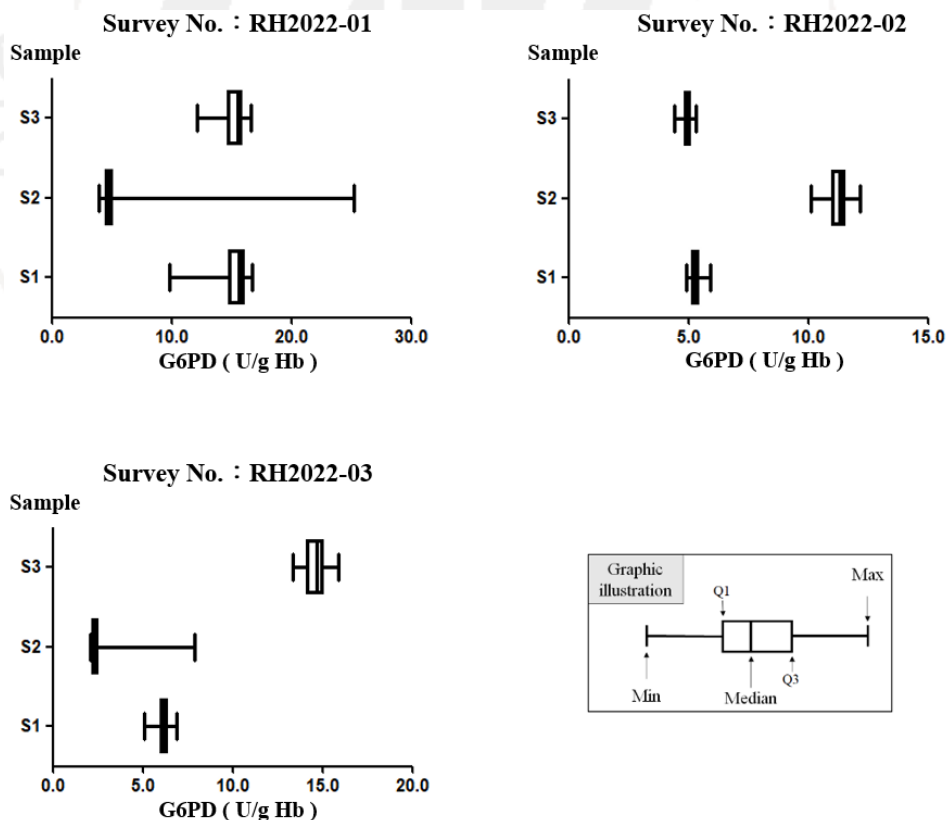 Survey No.：RH2022-01
Sample
S3
S2
S1
0.0 10.0 20.0 30.0
G6PD ( U/g Hb )
Survey No.：RH2022-02
Sample
S3
S2
S1
0.0 5.0 10.0 15.0
G6PD ( U/g Hb )
Survey No.：RH2022-03
Sample
S3
S2
S1
0.0 5.0 10.0 15.0 20.0
G6PD ( U/g Hb )
Graphic
illustration
Q1
Max
Min
Median
Q3